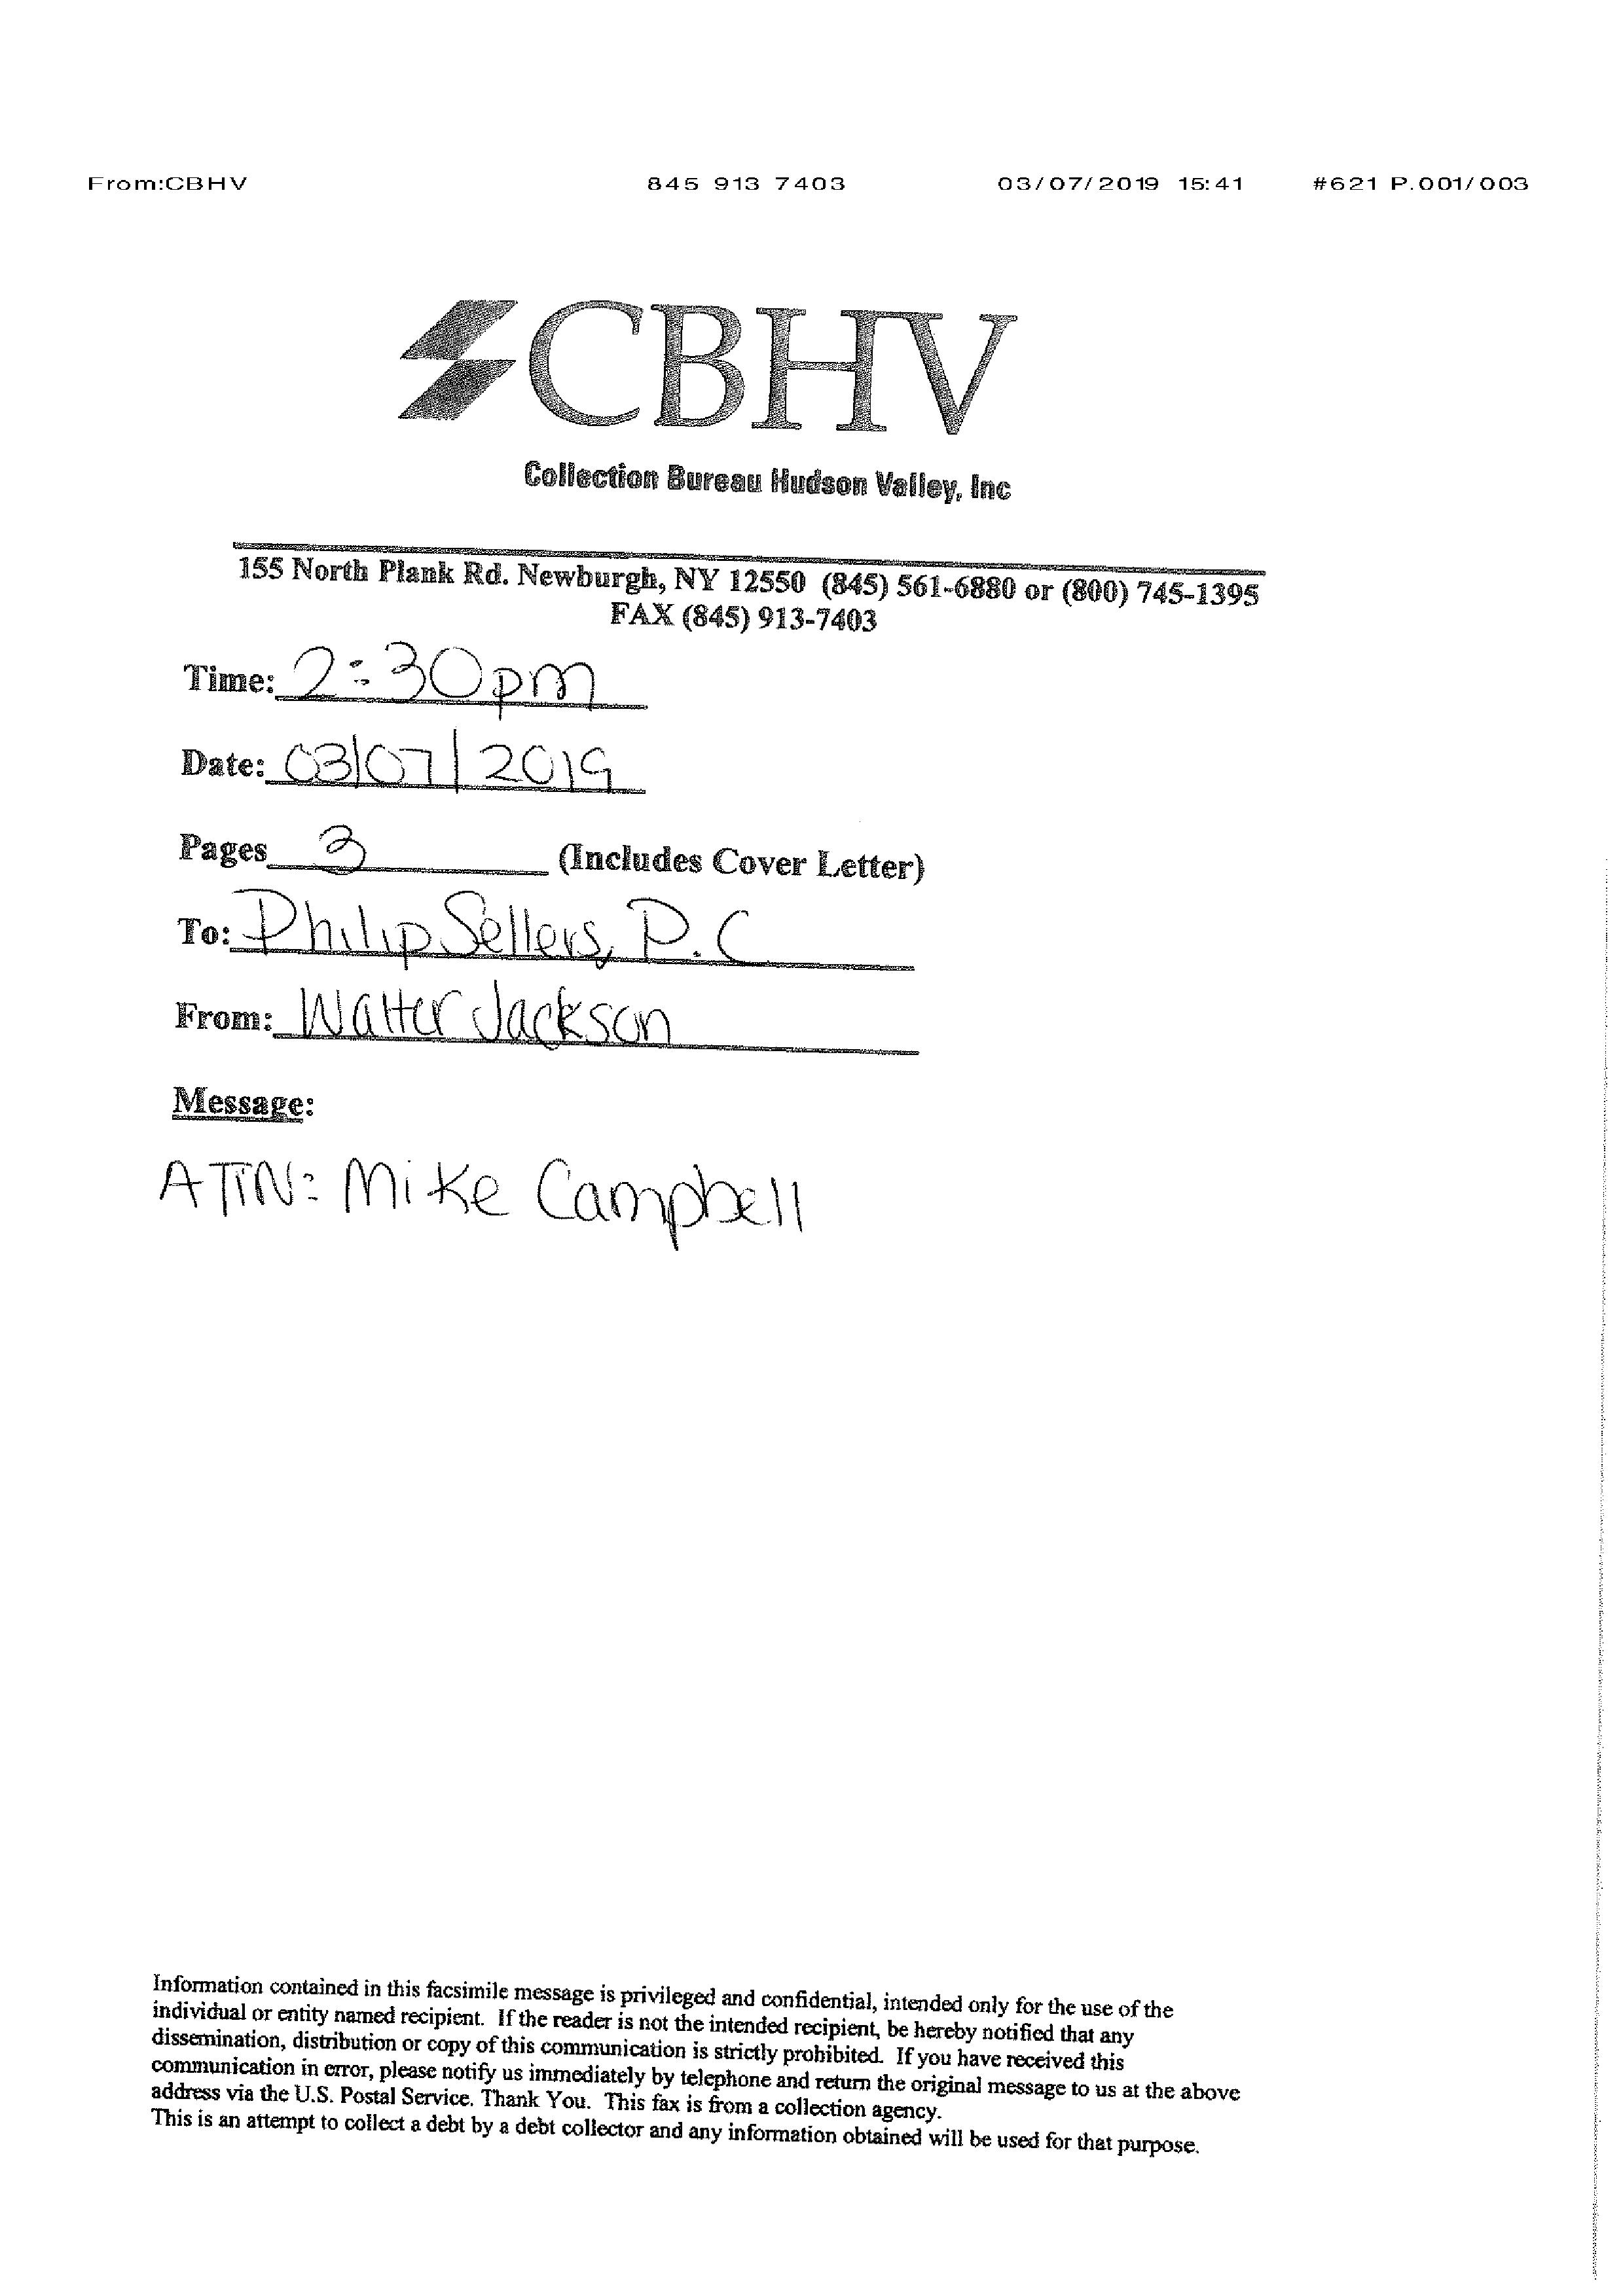 From:CBHV 845 913 7403 03/07/2019 15:41 #621 P.001/003
CBHV
Collection Bureau Hudson Valley, Inc
155 North Plank Rd. Newburgh, NY 12550 (845) 561-6880 or (800) 745-1395
FAX (845) 913-7403
Time: 2:30pm
Date: 03/07/2019
Pages 3 (Includes Cover Letter)
To: Philip Sellers, P.C
From: Walter Jackson
Message:
ATTN: Mike Campbell
Information contained in this facsimile message is privileged and confidential, intended only for the use of the
individual or entity named recipient. If the reader is not the intended recipient, be hereby notified that any
dissemination, distribution or copy of this communication is strictly prohibited. If you have received this
communication in error, please notify us immediately by telephone and return the original message to us at the above
address via the U.S. Postal Service. Thank You. This fax is from a collection agency.
This is an attempt to collect a debt by a debt collector and any information obtained will be used for that purpose.